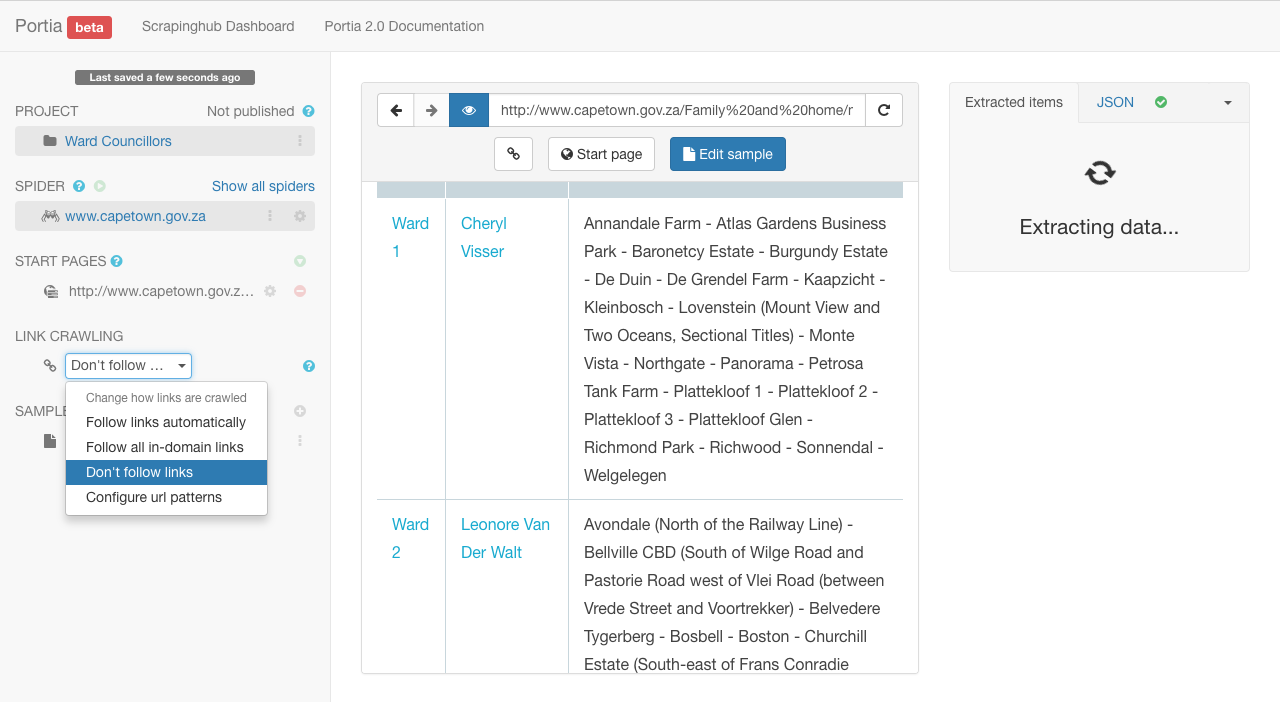 Portia beta Scrapinghub Dashboard Portia 2.0 Documentation
Last saved a few seconds ago
PROJECT Not published ?
Ward Councillors
SPIDER ? Show all spiders
www.capetown.gov.za
START PAGES ?
http://www.capetown.gov.z...
LINK CRAWLING
Don't follow ... ?
Change how links are crawled
Follow links automatically
Follow all in-domain links
Don't follow links
Configure url patterns
SAMPLE
http://www.capetown.gov.za/Family%20and%20home/r
Start page Edit sample
Ward 1
Cheryl Visser
Annandale Farm - Atlas Gardens Business
Park - Baronetcy Estate - Burgundy Estate
- De Duin - De Grendel Farm - Kaapzicht -
Kleinbosch - Lovenstein (Mount View and
Two Oceans, Sectional Titles) - Monte
Vista - Northgate - Panorama - Petrosa
Tank Farm - Plattekloof 1 - Plattekloof 2 -
Plattekloof 3 - Plattekloof Glen -
Richmond Park - Richwood - Sonnendal -
Welgelegen
Ward 2
Leonore Van Der Walt
Avondale (North of the Railway Line) -
Bellville CBD (South of Wilge Road and
Pastorie Road west of Vlei Road (between
Vrede Street and Voortrekker) - Belvedere
Tygerberg - Bosbell - Boston - Churchill
Estate (South-east of Frans Conradie
Extracted items JSON
Extracting data...